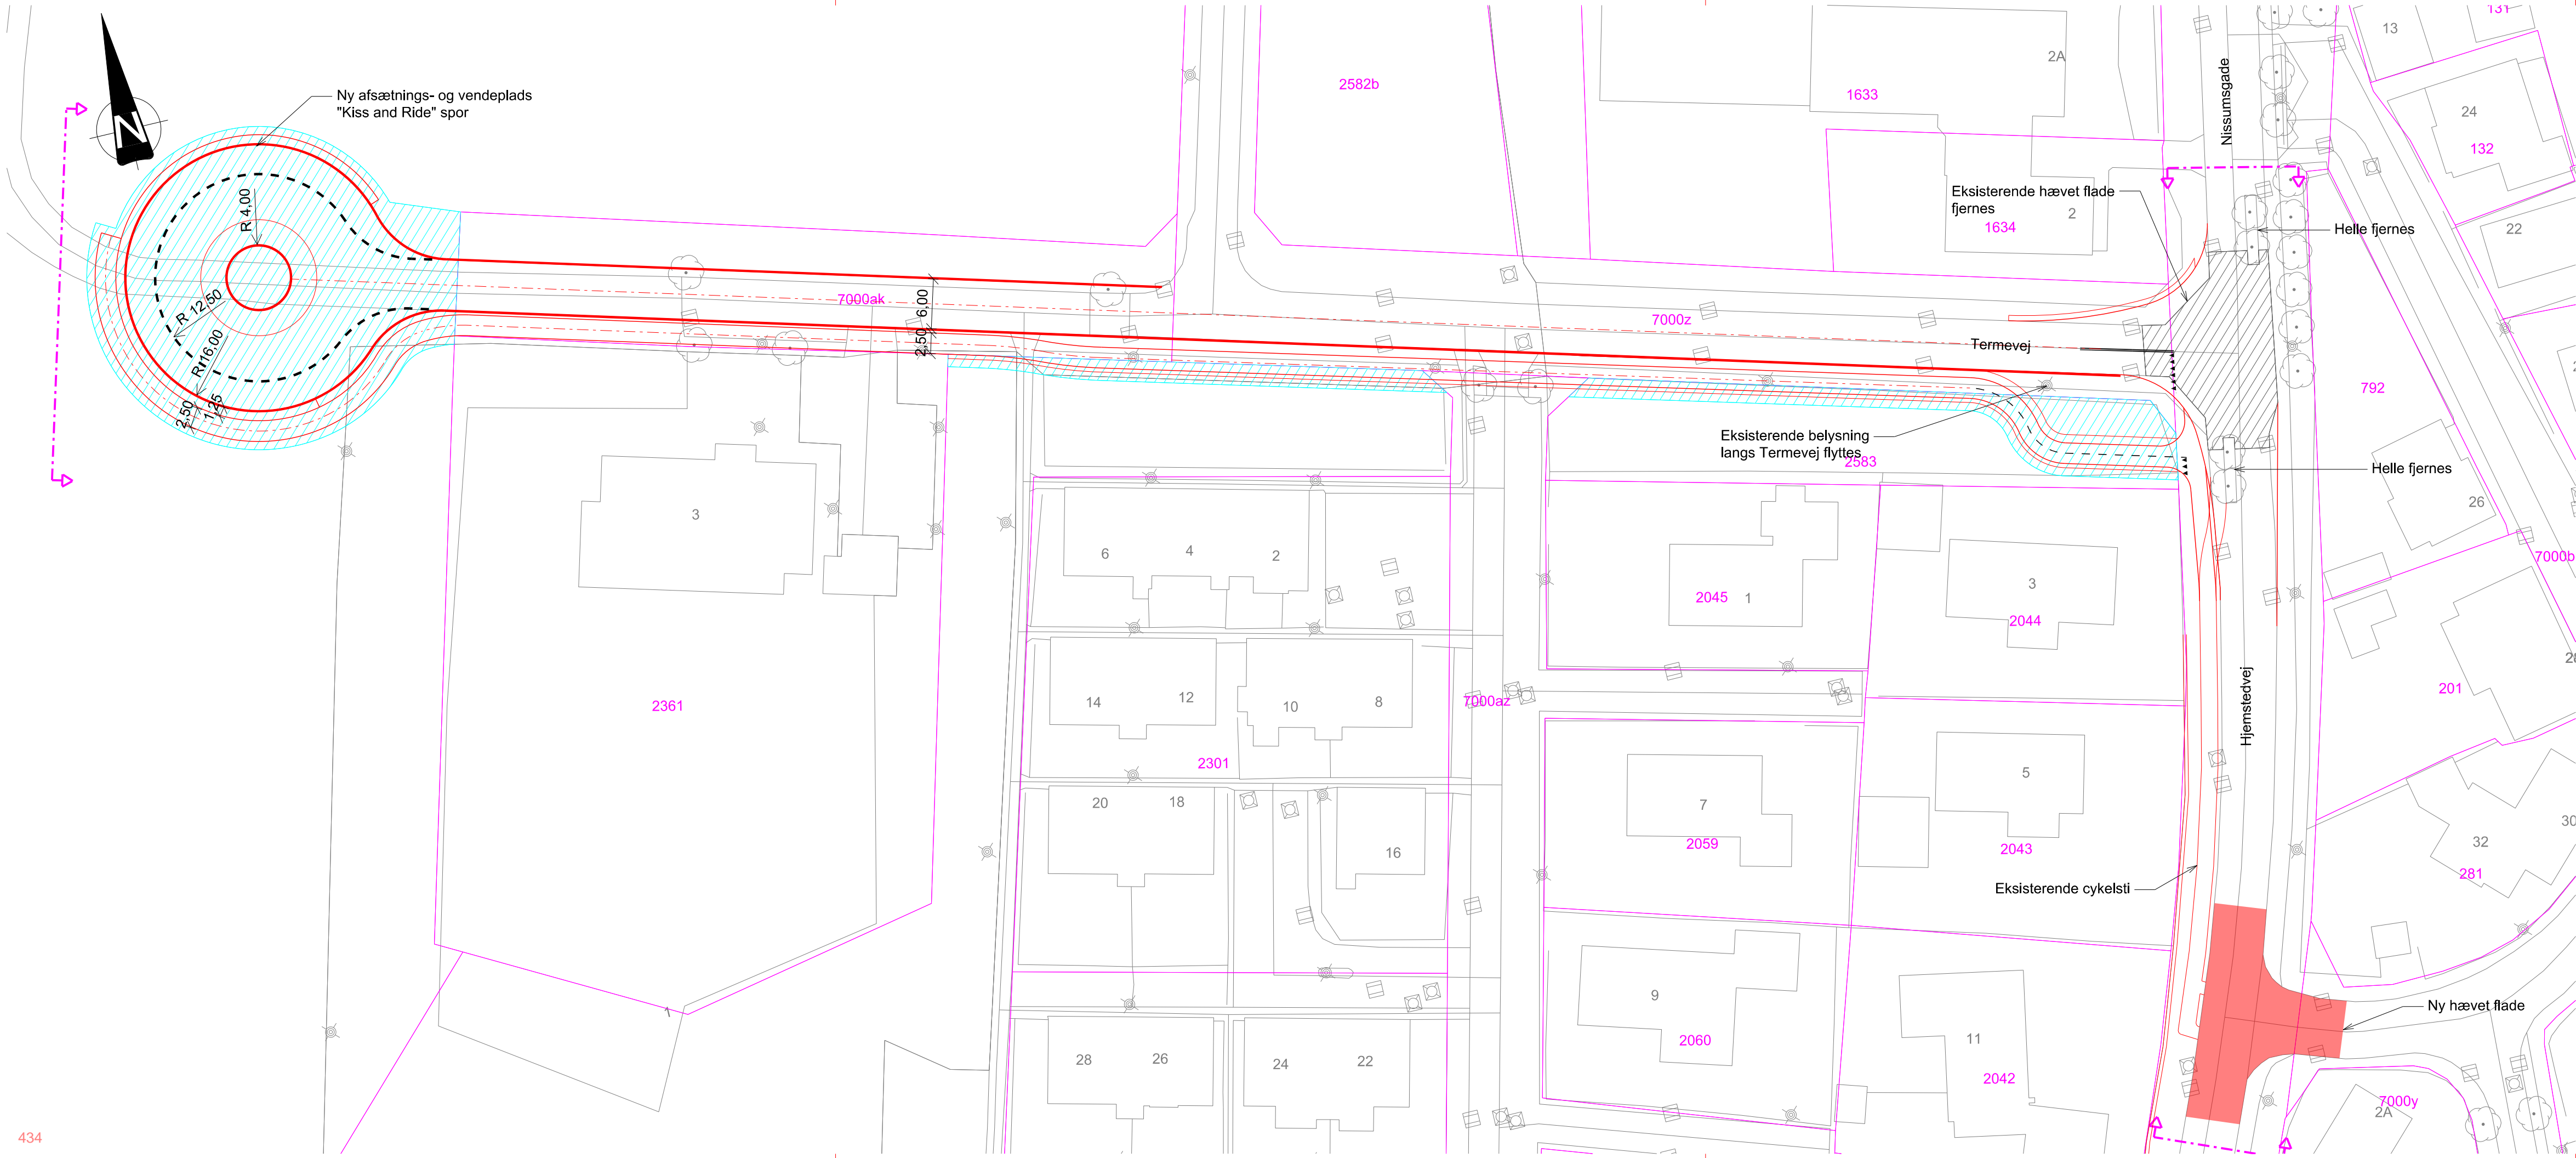 N
Ny afsætnings- og vendeplads
"Kiss and Ride" spor
R 4,00
R 12,50
R 16,00
2,50
1,25
7000ak
6,00
2,50
2582b
1633
2A
Nissumsgade
13
131
24
132
22
Eksisterende hævet flade
fjernes
2
1634
Helle fjernes
7000z
Termevej
792
Eksisterende belysning
langs Termevej flyttes
2583
Helle fjernes
26
7000b
3
6
4
2
2045
1
3
2044
2361
14
12
10
8
7000az
2301
Hjemstedvej
201
20
18
16
7
2059
5
2043
32
30
281
Eksisterende cykelsti
9
2060
11
2042
Ny hævet flade
28
26
24
22
7000y
2A
434